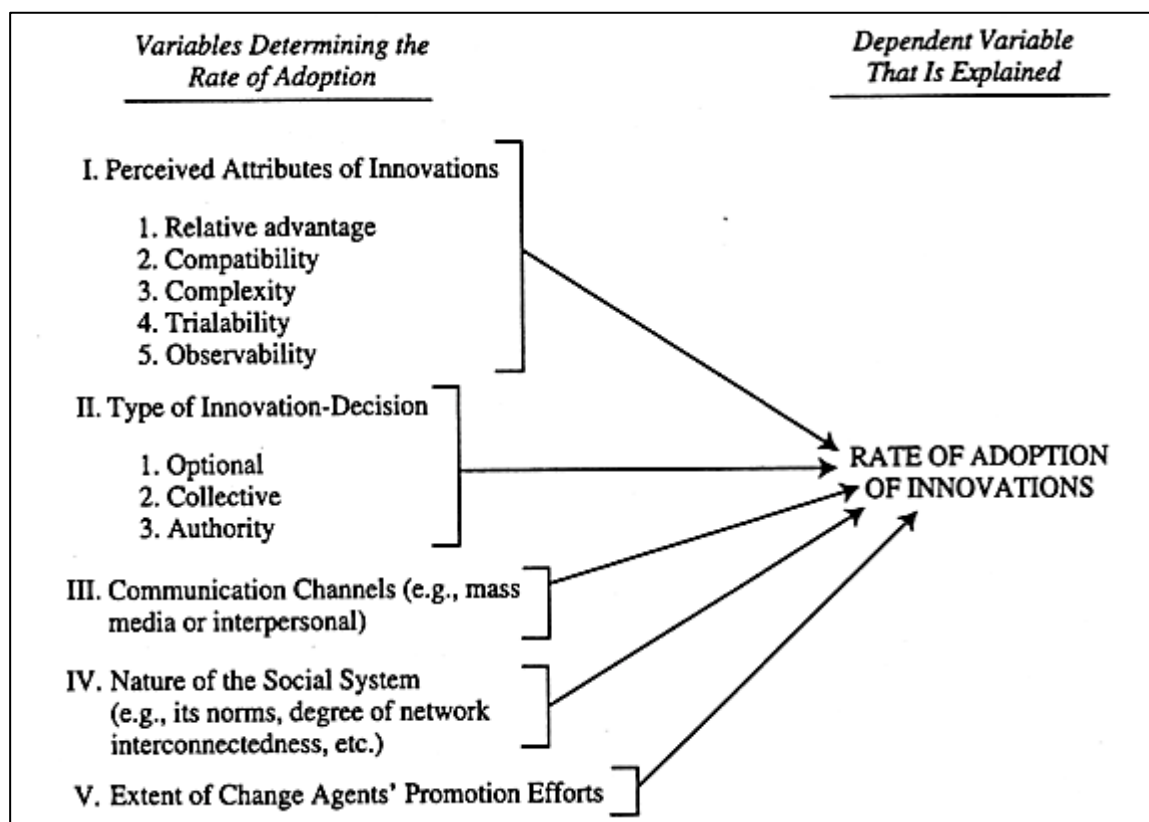 Variables Determining the
Rate of Adoption
Dependent Variable
That Is Explained
I. Perceived Attributes of Innovations
1. Relative advantage
2. Compatibility
3. Complexity
4. Trialability
5. Observability
II. Type of Innovation-Decision
1. Optional
2. Collective
3. Authority
III. Communication Channels (e.g., mass
media or interpersonal)
IV. Nature of the Social System
(e.g., its norms, degree of network
interconnectedness, etc.)
V. Extent of Change Agents’ Promotion Efforts
RATE OF ADOPTION
OF INNOVATIONS